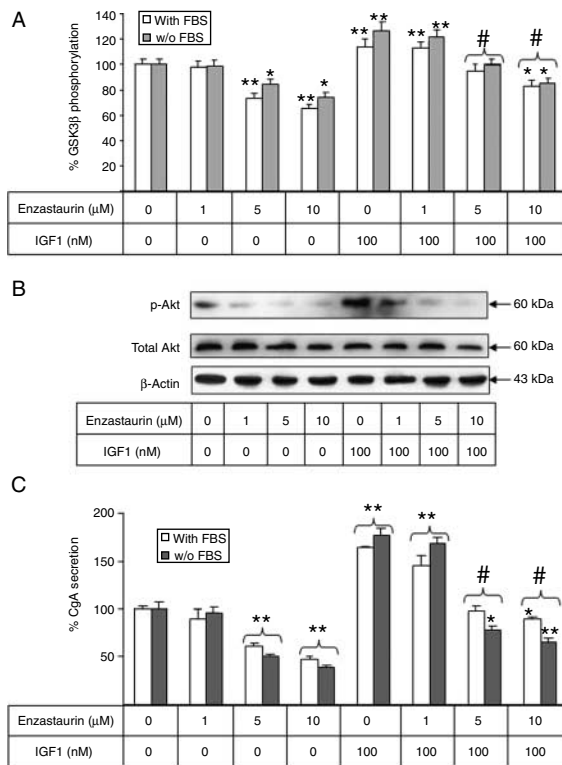 A
% GSK3β phosphorylation
140
120
100
80
60
40
20
With FBS
w/o FBS
** * ** * ** ** ** ** # # * *
Enzastaurin (μM) 0 1 5 10 0 1 5 10
IGF1 (nM) 0 0 0 0 100 100 100 100
B
p-Akt 60 kDa
Total Akt 60 kDa
β-Actin 43 kDa
Enzastaurin (μM) 0 1 5 10 0 1 5 10
IGF1 (nM) 0 0 0 0 100 100 100 100
C
% CgA secretion
200
150
100
50
With FBS
w/o FBS
** ** ** ** # * # * **
Enzastaurin (μM) 0 1 5 10 0 1 5 10
IGF1 (nM) 0 0 0 0 100 100 100 100